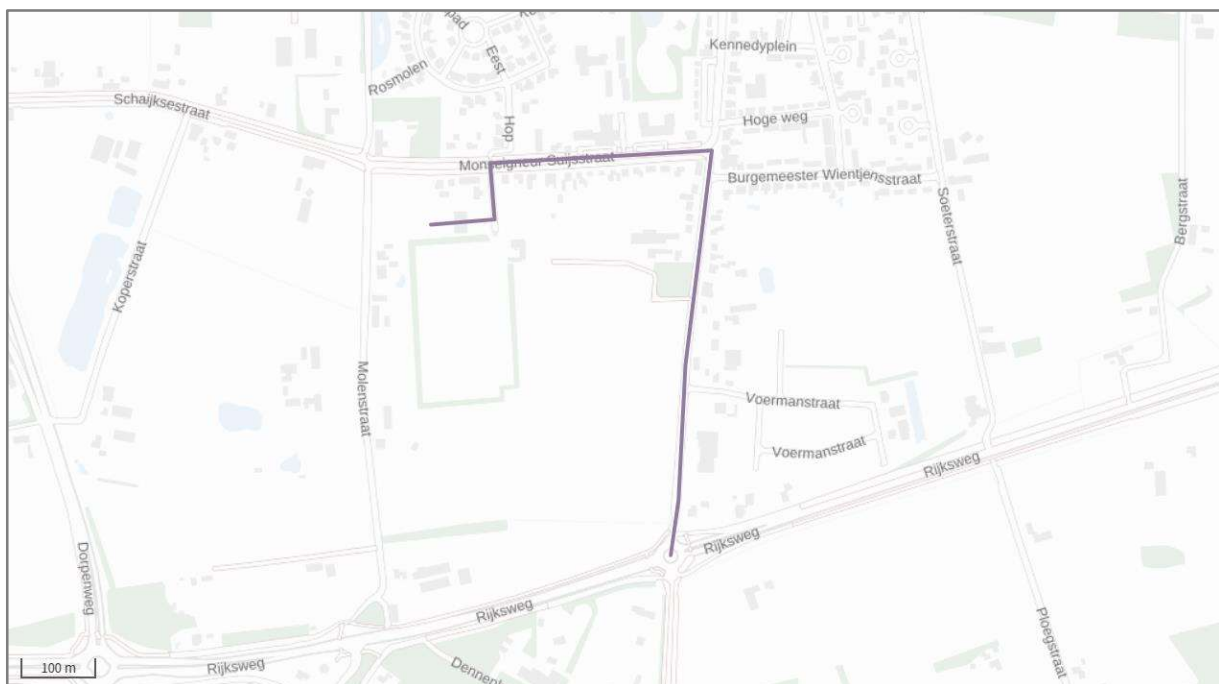 Kennedyplein
Eest
Rosmolen
Schaijksestraat
Hop
Hoge weg
Monseigneur Suijsstraat
Burgemeester Wientjensstraat
Soeterstraat
Bergstraat
Koperstraat
Molenstraat
Voermanstraat
Voermanstraat
Rijksweg
Rijksweg
Dorpenweg
Rijksweg
Ploegstraat
Rijksweg
100 m